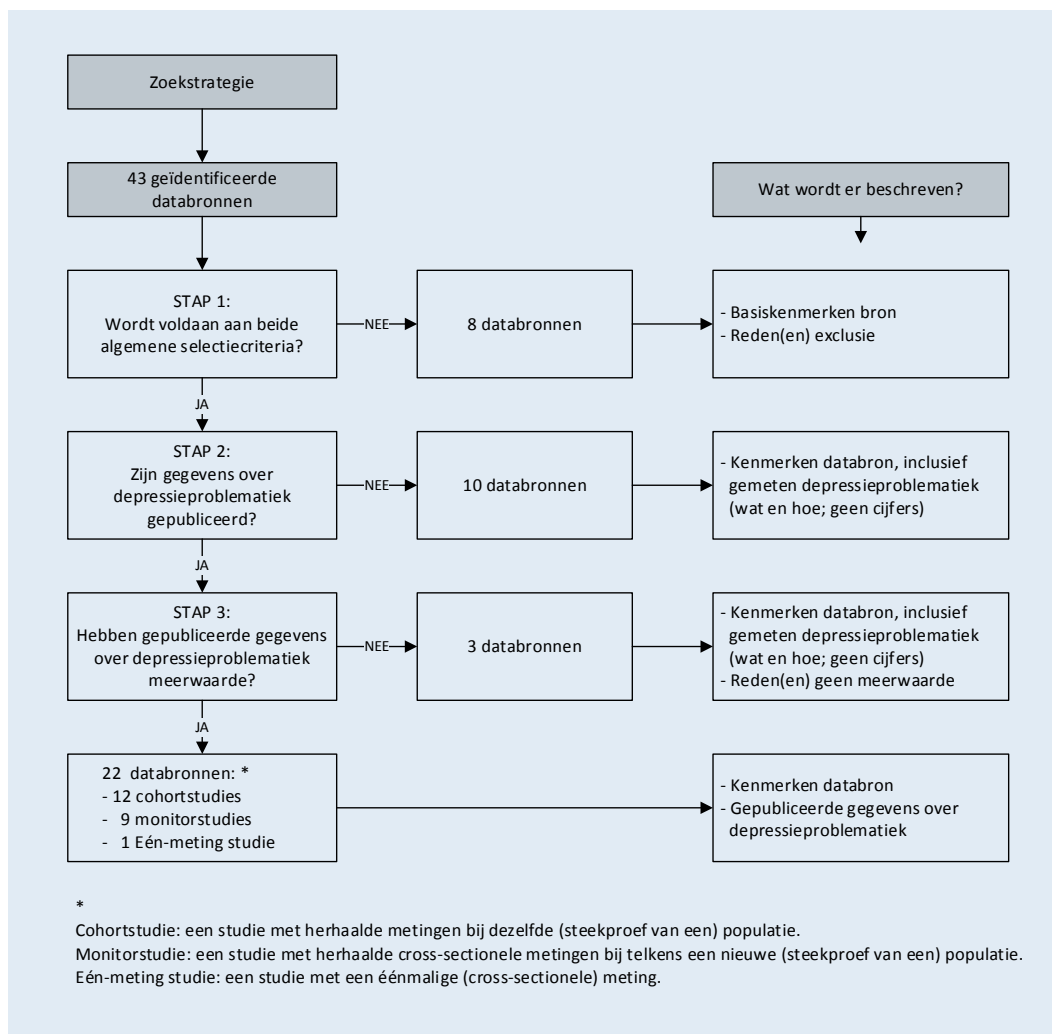 Zoekstrategie
43 geïdentificeerde
databronnen
Wat wordt er beschreven?
STAP 1:
Wordt voldaan aan beide
algemene selectiecriteria?
NEE
8 databronnen
- Basiskenmerken bron
- Reden(en) exclusie
JA
STAP 2:
Zijn gegevens over
depressieproblematiek
gepubliceerd?
NEE
10 databronnen
- Kenmerken databron, inclusief
gemeten depressieproblematiek
(wat en hoe; geen cijfers)
JA
STAP 3:
Hebben gepubliceerde gegevens
over depressieproblematiek
meerwaarde?
NEE
3 databronnen
- Kenmerken databron, inclusief
gemeten depressieproblematiek
(wat en hoe; geen cijfers)
- Reden(en) geen meerwaarde
JA
22 databronnen: *
- 12 cohortstudies
- 9 monitorstudies
- 1 Eén-meting studie
- Kenmerken databron
- Gepubliceerde gegevens over
depressieproblematiek
*
Cohortstudie: een studie met herhaalde metingen bij dezelfde (steekproef van een) populatie.
Monitorstudie: een studie met herhaalde cross-sectionele metingen bij telkens een nieuwe (steekproef van een) populatie.
Eén-meting studie: een studie met een éénmalige (cross-sectionele) meting.